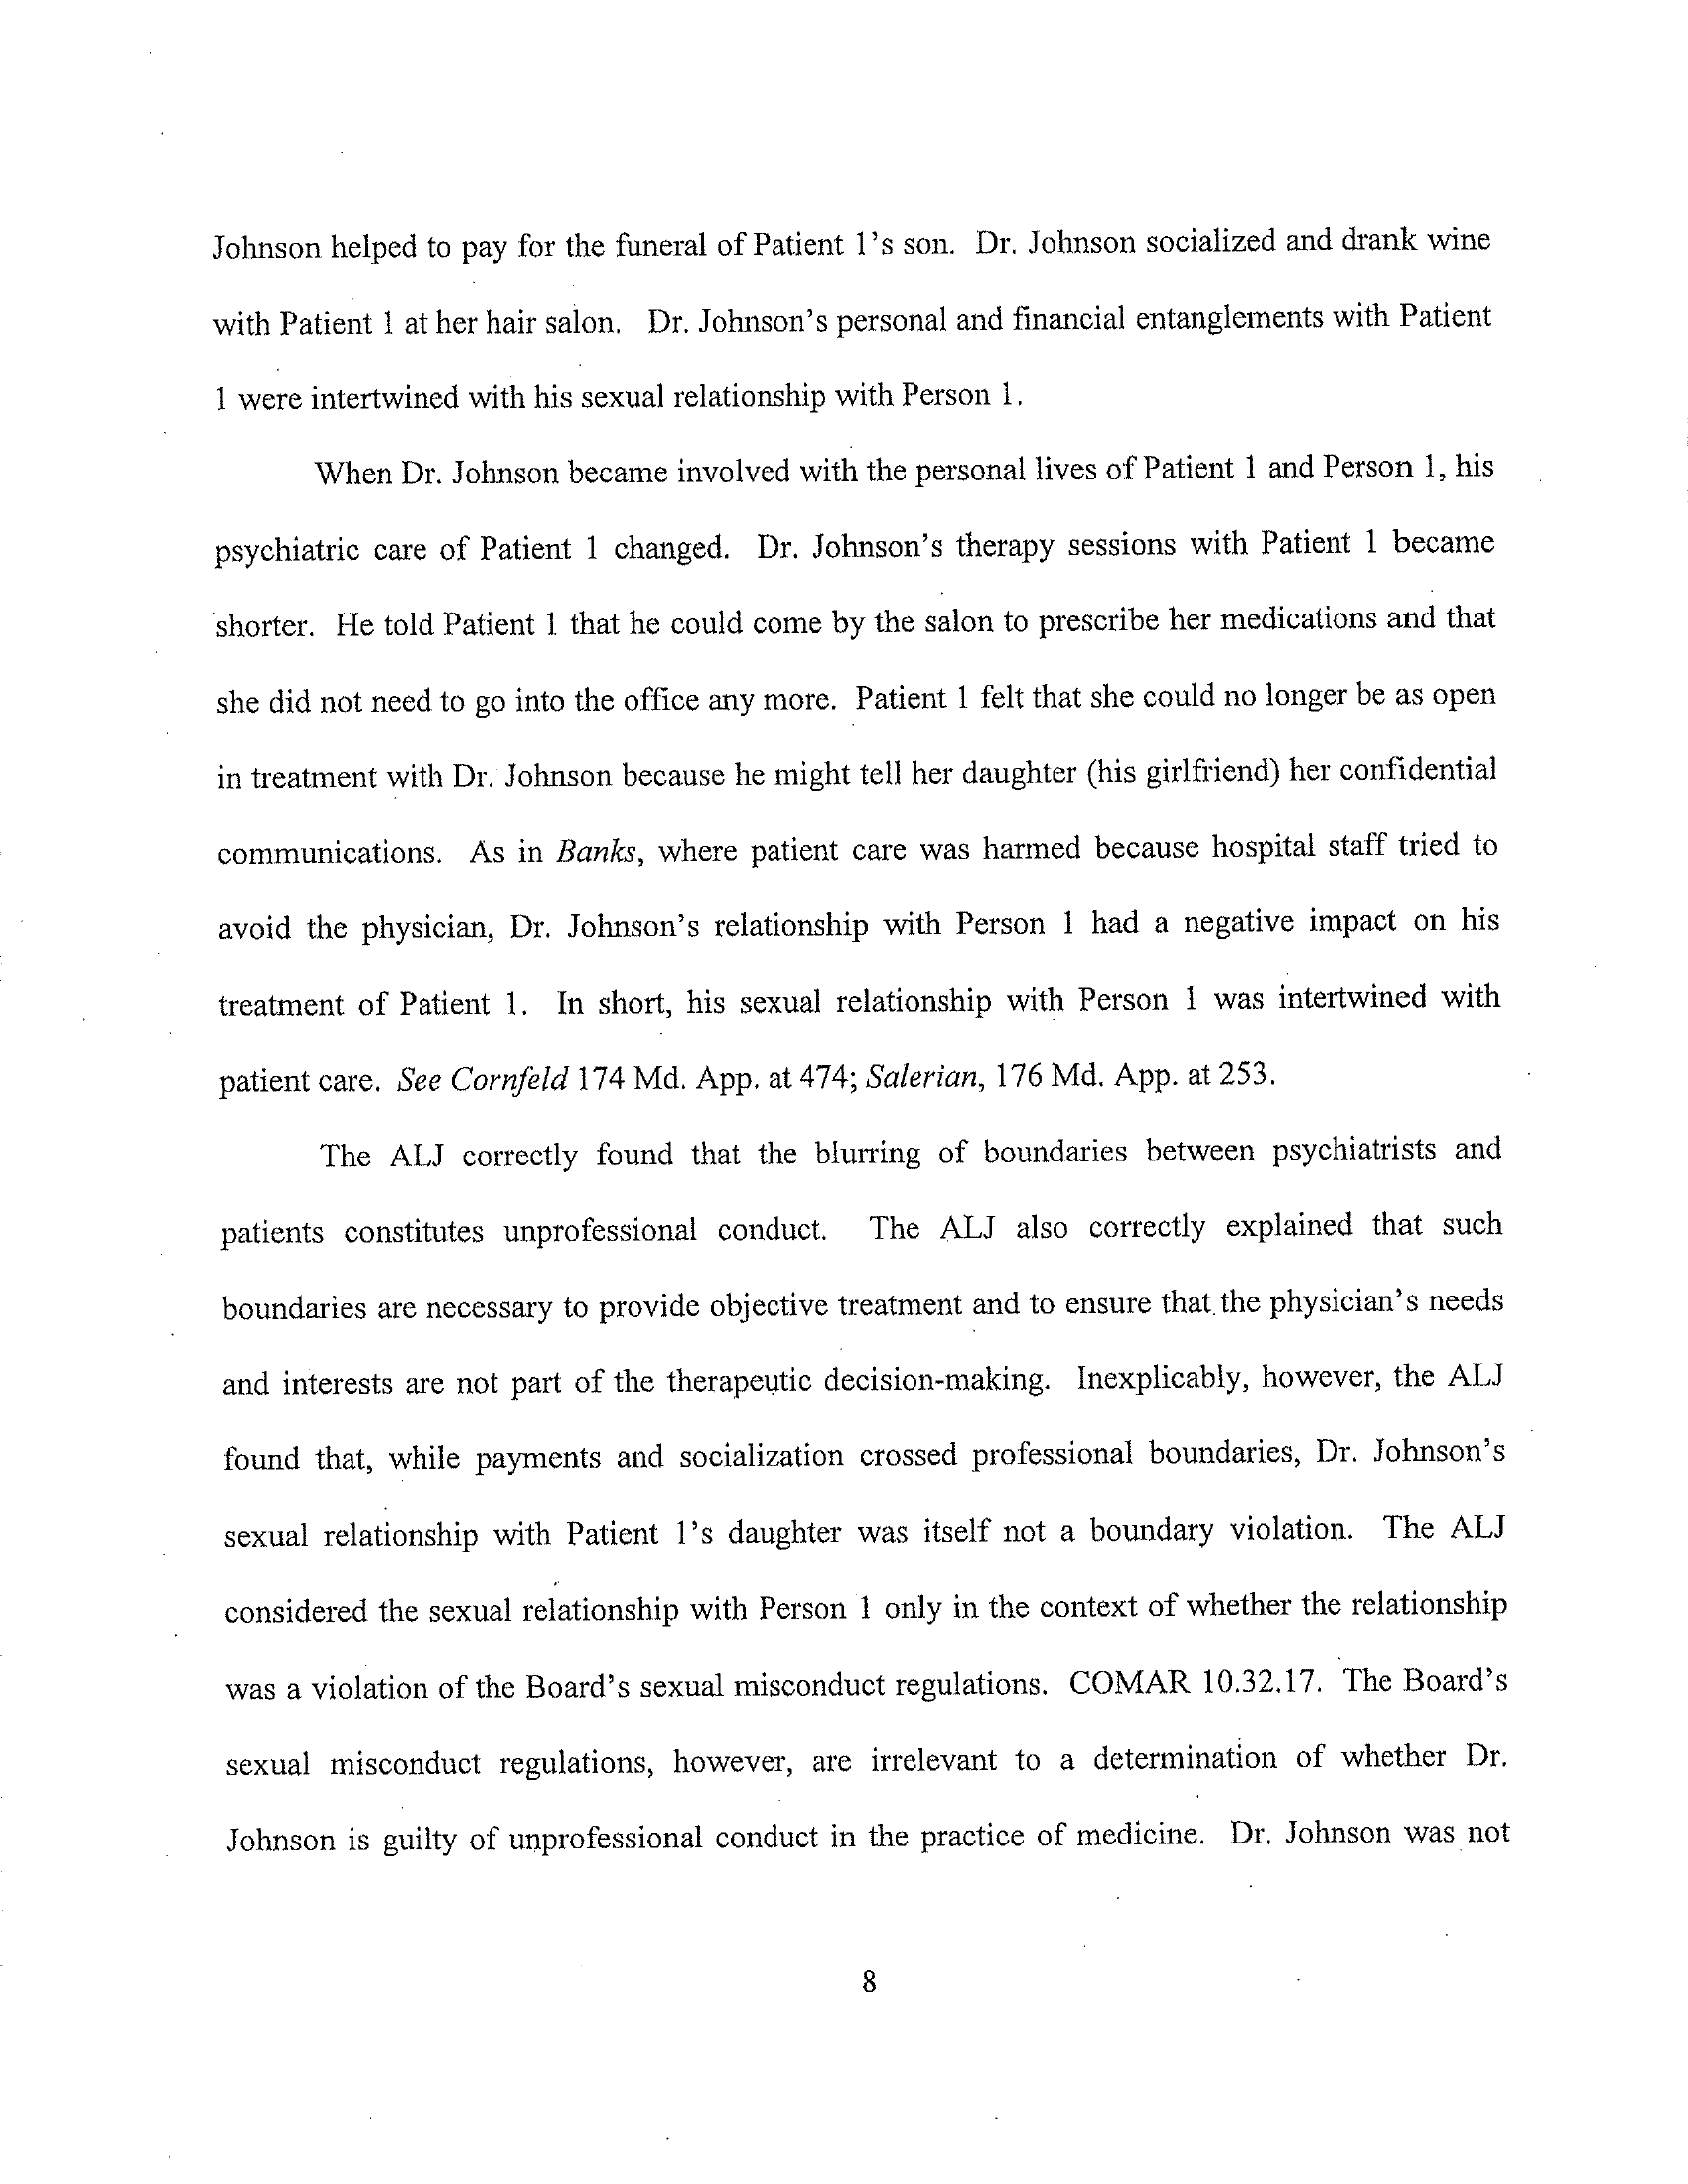 Johnson helped to pay for the funeral of Patient 1's son. Dr. Johnson socialized and drank wine
with Patient 1 at her hair salon. Dr. Johnson's personal and financial entanglements with Patient
1 were intertwined with his sexual relationship with Person 1.
When Dr. Johnson became involved with the personal lives of Patient 1 and Person 1, his
psychiatric care of Patient 1 changed. Dr. Johnson's therapy sessions with Patient 1 became
shorter. He told Patient 1 that he could come by the salon to prescribe her medications and that
she did not need to go into the office any more. Patient 1 felt that she could no longer be as open
in treatment with Dr. Johnson because he might tell her daughter (his girlfriend) her confidential
communications. As in Banks, where patient care was harmed because hospital staff tried to
avoid the physician, Dr. Johnson's relationship with Person 1 had a negative impact on his
treatment of Patient 1. In short, his sexual relationship with Person 1 was intertwined with
patient care. See Cornfeld 174 Md. App. at 474; Salerian, 176 Md. App. at 253.
The ALJ correctly found that the blurring of boundaries between psychiatrists and
patients constitutes unprofessional conduct. The ALJ also correctly explained that such
boundaries are necessary to provide objective treatment and to ensure that the physician's needs
and interests are not part of the therapeutic decision-making. Inexplicably, however, the ALJ
found that, while payments and socialization crossed professional boundaries, Dr. Johnson's
sexual relationship with Patient 1's daughter was itself not a boundary violation. The ALJ
considered the sexual relationship with Person 1 only in the context of whether the relationship
was a violation of the Board's sexual misconduct regulations. COMAR 10.32.17. The Board's
sexual misconduct regulations, however, are irrelevant to a determination of whether Dr.
Johnson is guilty of unprofessional conduct in the practice of medicine. Dr. Johnson was not
8